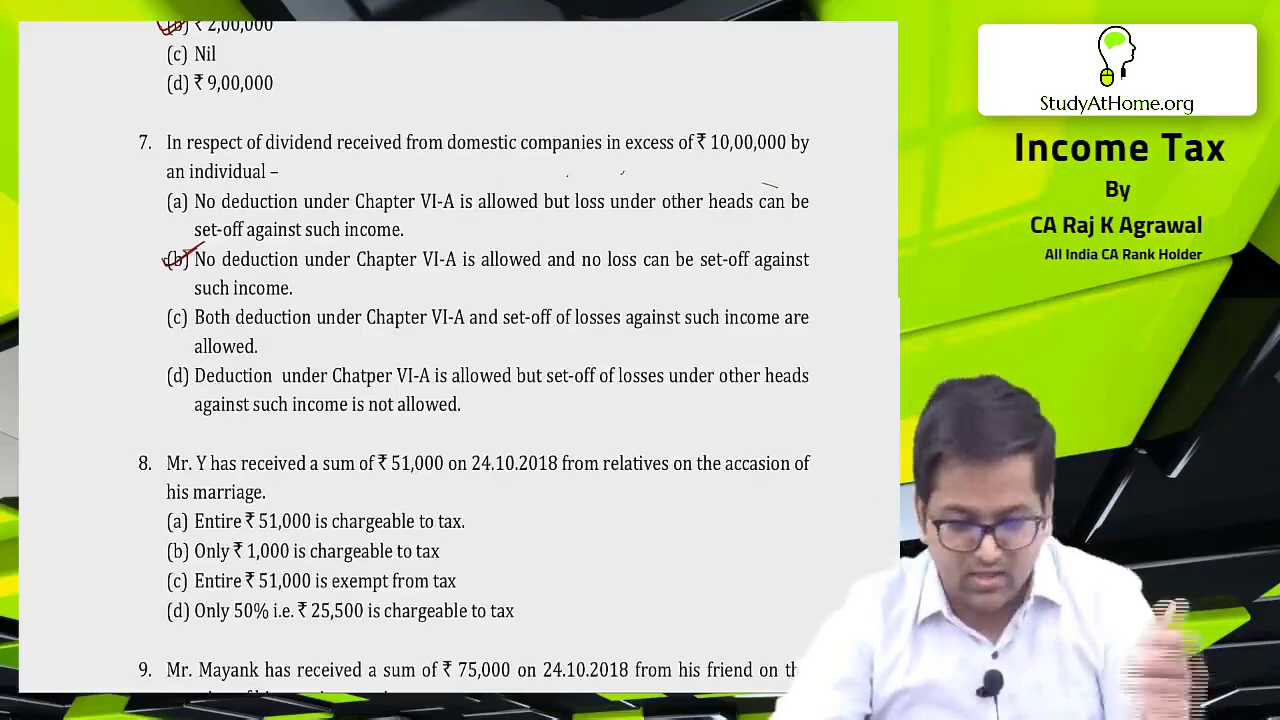 (b) ₹ 2,00,000
(c) Nil
(d) ₹ 9,00,000
7. In respect of dividend received from domestic companies in excess of ₹ 10,00,000 by
an individual –
(a) No deduction under Chapter VI-A is allowed but loss under other heads can be
set-off against such income.
(b) No deduction under Chapter VI-A is allowed and no loss can be set-off against
such income.
(c) Both deduction under Chapter VI-A and set-off of losses against such income are
allowed.
(d) Deduction under Chatper VI-A is allowed but set-off of losses under other heads
against such income is not allowed.
8. Mr. Y has received a sum of ₹ 51,000 on 24.10.2018 from relatives on the accasion of
his marriage.
(a) Entire ₹ 51,000 is chargeable to tax.
(b) Only ₹ 1,000 is chargeable to tax
(c) Entire ₹ 51,000 is exempt from tax
(d) Only 50% i.e. ₹ 25,500 is chargeable to tax
9. Mr. Mayank has received a sum of ₹ 75,000 on 24.10.2018 from his friend on
StudyAtHome.org
Income Tax
By
CA Raj K Agrawal
All India CA Rank Holder